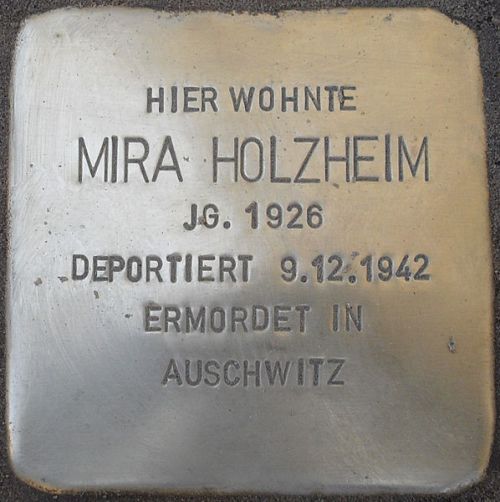 HIER WOHNTE
MIRA HOLZHEIM
JG. 1926
DEPORTIERT 9.12.1942
ERMORDET IN
AUSCHWITZ